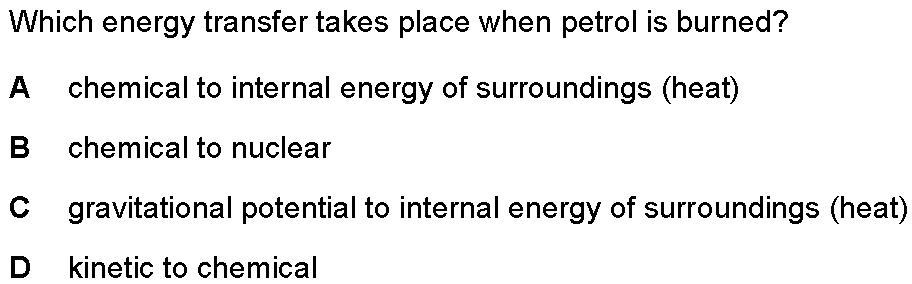 Which energy transfer takes place when petrol is burned?
A chemical to internal energy of surroundings (heat)
B chemical to nuclear
C gravitational potential to internal energy of surroundings (heat)
D kinetic to chemical